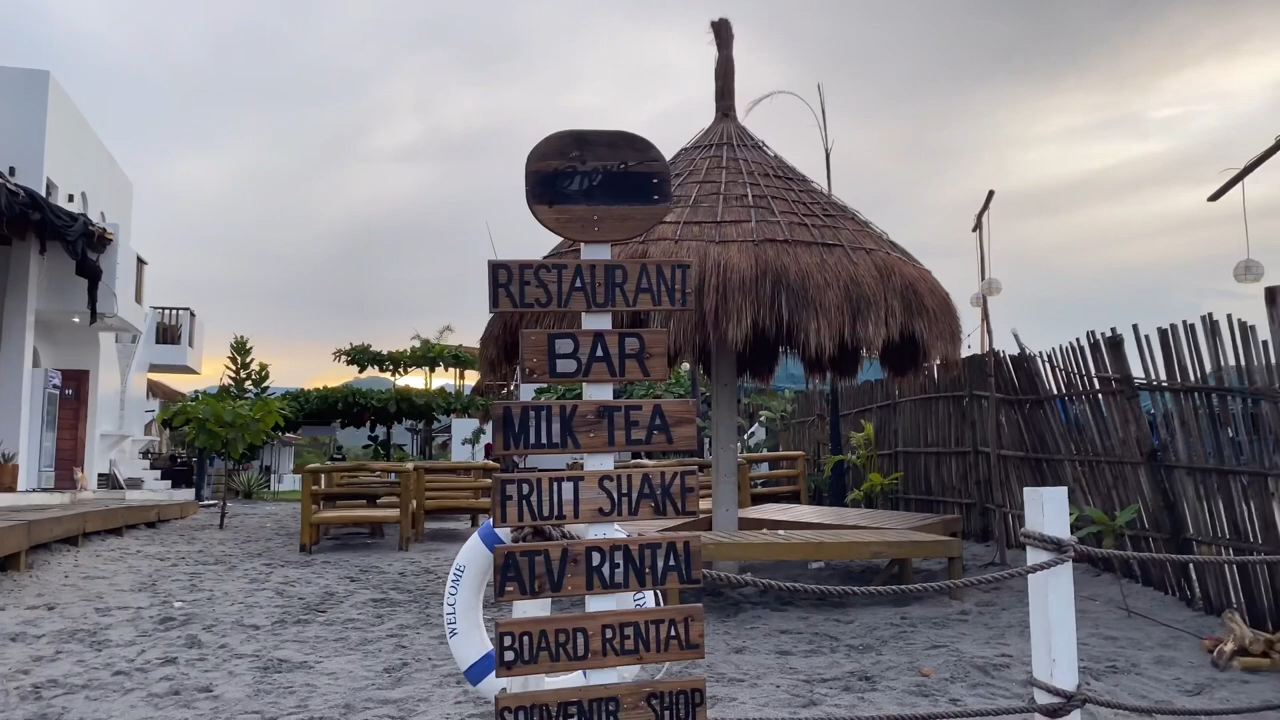 RESTAURANT
BAR
MILK TEA
FRUIT SHAKE
ATV RENTAL
BOARD RENTAL
SOUVENIR SHOP
WELCOME